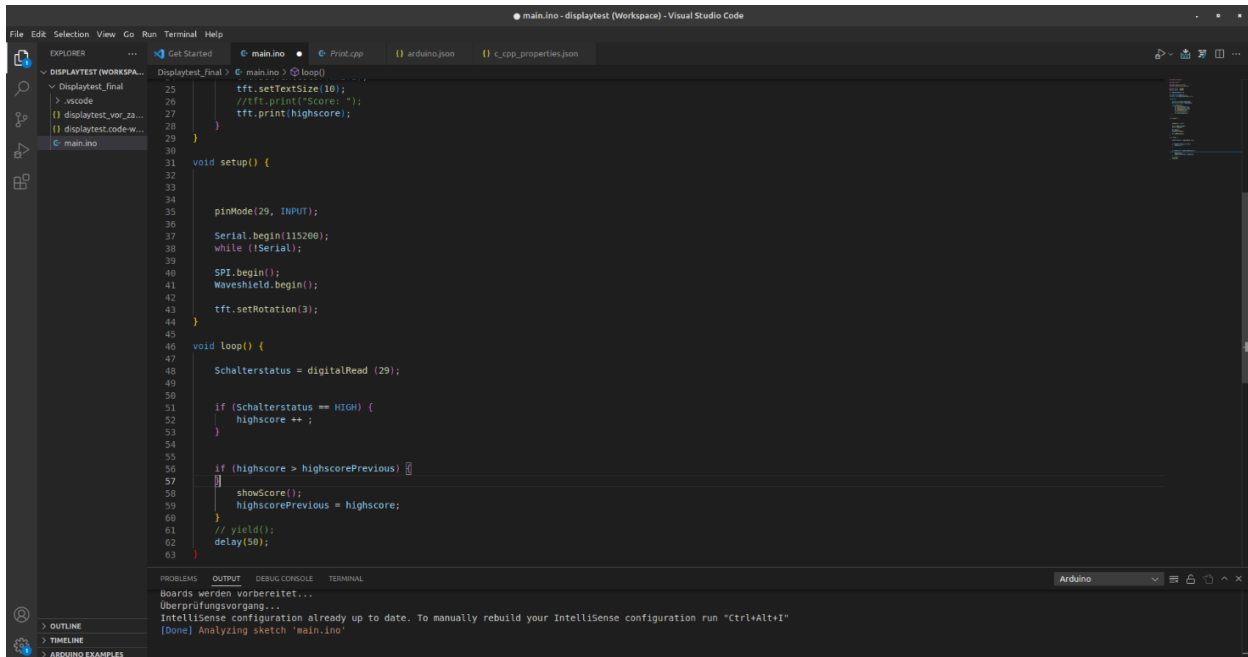 main.ino - displaytest (Workspace) - Visual Studio Code
File Edit Selection View Go Run Terminal Help
EXPLORER
Get Started
main.ino
Print.cpp
{} arduino.json
{} c_cpp_properties.json
DISPLAYTEST (WORKSPA...
Displaytest_final > main.ino > loop()
Displaytest_final
> .vscode
{} displaytest_vor_za...
{} displaytest.code-w...
main.ino
25 tft.setTextSize(10);
26 //tft.print("Score: ");
27 tft.print(highscore);
28 }
29 }
30
31 void setup() {
32
33
34
35 pinMode(29, INPUT);
36
37 Serial.begin(115200);
38 while (!Serial);
39
40 SPI.begin();
41 Waveshield.begin();
42
43 tft.setRotation(3);
44 }
45
46 void loop() {
47
48 Schalterstatus = digitalRead (29);
49
50
51 if (Schalterstatus == HIGH) {
52 highscore ++ ;
53 }
54
55
56 if (highscore > highscorePrevious) {
57 }
58 showScore();
59 highscorePrevious = highscore;
60 }
61 // yield();
62 delay(50);
63 }
PROBLEMS OUTPUT DEBUG CONSOLE TERMINAL
Arduino
Boards werden vorbereitet...
Überprüfungsvorgang...
IntelliSense configuration already up to date. To manually rebuild your IntelliSense configuration run "Ctrl+Alt+I"
[Done] Analyzing sketch 'main.ino'
> OUTLINE
> TIMELINE
> ARDUINO EXAMPLES